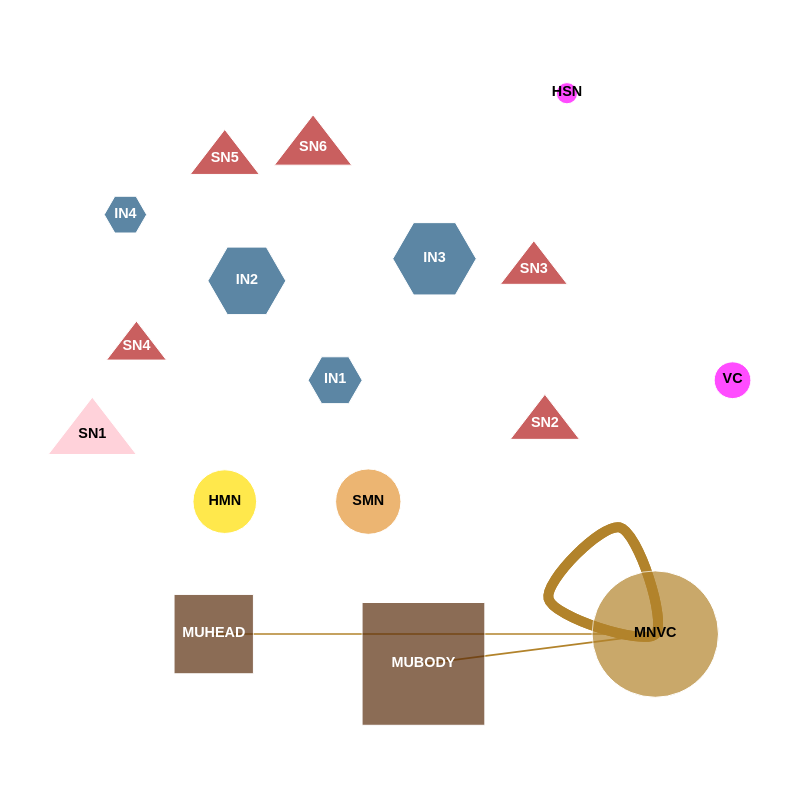 HSN
SN6
SN5
IN4
IN3
SN3
IN2
SN4
IN1
VC
SN2
SN1
HMN
SMN
MUHEAD
MNVC
MUBODY